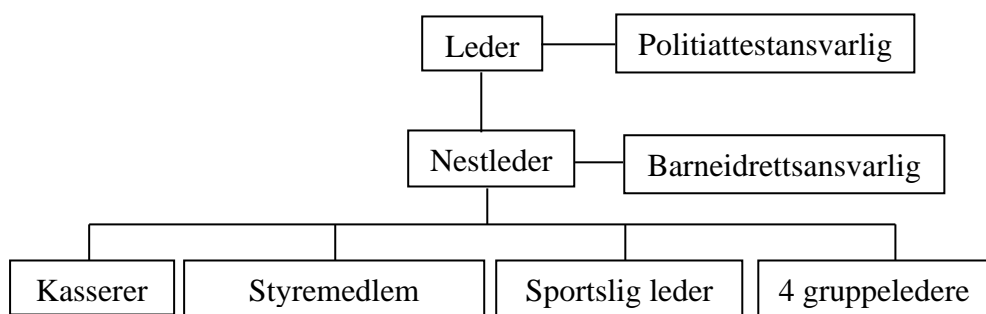 Leder
Politiattestansvarlig
Nestleder
Barneidrettsansvarlig
Kasserer
Styremedlem
Sportslig leder
4 gruppeledere